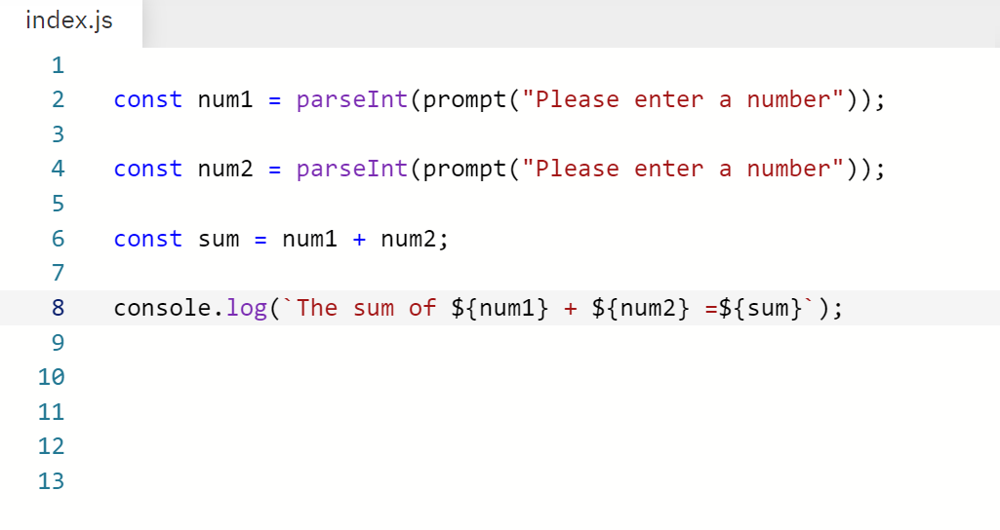 index.js
1
2 const num1 = parseInt(prompt("Please enter a number"));
3
4 const num2 = parseInt(prompt("Please enter a number"));
5
6 const sum = num1 + num2;
7
8 console.log(`The sum of ${num1} + ${num2} =${sum}`);
9
10
11
12
13